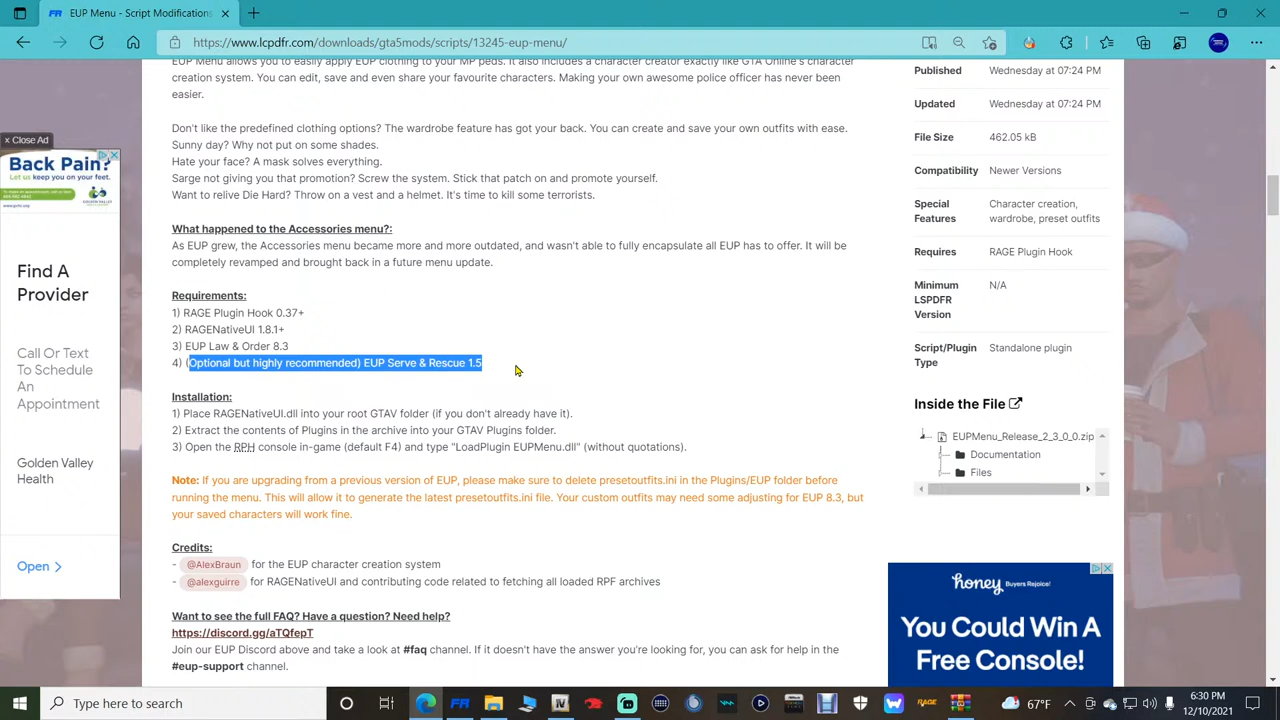 EUP Menu - Script Modifications
https://www.lcpdfr.com/downloads/gta5mods/scripts/13245-eup-menu/
EUP Menu allows you to easily apply EUP clothing to your MP peds. It also includes a character creator exactly like GTA Online's character
creation system. You can edit, save and even share your favourite characters. Making your own awesome police officer has never been
easier.
Don't like the predefined clothing options? The wardrobe feature has got your back. You can create and save your own outfits with ease.
Sunny day? Why not put on some shades.
Hate your face? A mask solves everything.
Sarge not giving you that promotion? Screw the system. Stick that patch on and promote yourself.
Want to relive Die Hard? Throw on a vest and a helmet. It's time to kill some terrorists.
What happened to the Accessories menu?:
As EUP grew, the Accessories menu became more and more outdated, and wasn't able to fully encapsulate all EUP has to offer. It will be
completely revamped and brought back in a future menu update.
Requirements:
1) RAGE Plugin Hook 0.37+
2) RAGENativeUI 1.8.1+
3) EUP Law & Order 8.3
4) (Optional but highly recommended) EUP Serve & Rescue 1.5
Installation:
1) Place RAGENativeUI.dll into your root GTAV folder (if you don't already have it).
2) Extract the contents of Plugins in the archive into your GTAV Plugins folder.
3) Open the RPH console in-game (default F4) and type "LoadPlugin EUPMenu.dll" (without quotations).
Note: If you are upgrading from a previous version of EUP, please make sure to delete presetoutfits.ini in the Plugins/EUP folder before
running the menu. This will allow it to generate the latest presetoutfits.ini file. Your custom outfits may need some adjusting for EUP 8.3, but
your saved characters will work fine.
Credits:
- @AlexBraun for the EUP character creation system
- @alexguirre for RAGENativeUI and contributing code related to fetching all loaded RPF archives
Want to see the full FAQ? Have a question? Need help?
https://discord.gg/aTQfepT
Join our EUP Discord above and take a look at #faq channel. If it doesn't have the answer you're looking for, you can ask for help in the
#eup-support channel.
Published Wednesday at 07:24 PM
Updated Wednesday at 07:24 PM
File Size 462.05 kB
Compatibility Newer Versions
Special Character creation,
Features wardrobe, preset outfits
Requires RAGE Plugin Hook
Minimum N/A
LSPDFR
Version
Script/Plugin Standalone plugin
Type
Inside the File
EUPMenu_Release_2_3_0_0.zip
Documentation
Files
honey Buyers Rejoice!
You Could Win A
Free Console!
× Close Ad
Back Pain?
Let us keep you on your feet.
Find A
Provider
Call Or Text
To Schedule
An
Appointment
Golden Valley
Health
Open >
Type here to search
67°F
6:30 PM
12/10/2021